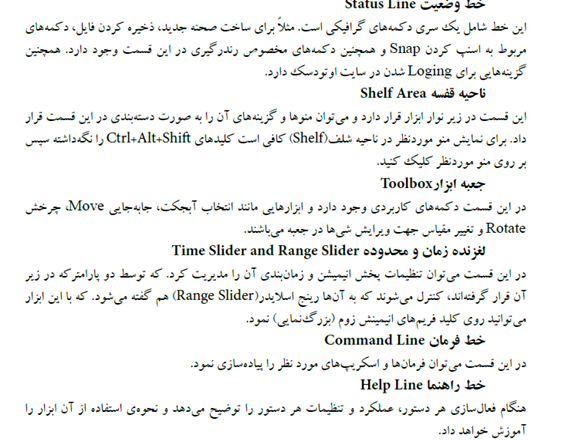 خط وضعیت Status Line
این خط شامل یک سری دکمه‌های گرافیکی است. مثلاً برای ساخت صحنه جدید، ذخیره کردن فایل، دکمه‌های
مربوط به اسنپ کردن Snap و همچنین دکمه‌های مخصوص رندرگیری در این قسمت وجود دارد. همچنین
گزینه‌هایی برای Loging شدن در سایت اوتودسک دارد.
ناحیه قفسه Shelf Area
این قسمت در زیر نوار ابزار قرار دارد و می‌توان منوها و گزینه‌های آن را به صورت دسته‌بندی در این قسمت قرار
داد. برای نمایش منو موردنظر در ناحیه شلف(Shelf) کافی است کلیدهای Ctrl+Alt+Shift را نگه‌داشته سپس
بر روی منو موردنظر کلیک کنید.
جعبه ابزارToolbox
در این قسمت دکمه‌های کاربردی وجود دارد و ابزارهایی مانند انتخاب آبجکت، جابه‌جایی Move، چرخش
Rotate و تغییر مقیاس جهت ویرایش شی‌ها در جعبه می‌باشند.
لغزنده زمان و محدوده Time Slider and Range Slider
در این قسمت می‌توان تنظیمات پخش انیمیشن و زمان‌بندی آن را مدیریت کرد. که توسط دو پارامترکه در زیر
آن قرار گرفته‌اند، کنترل می‌شوند که به آن‌ها رینج اسلایدر(Range Slider) هم گفته می‌شود. که با این ابزار
می‌توانید روی کلید فریم‌های انیمینش زوم (بزرگ‌نمایی) نمود.
خط فرمان Command Line
در این قسمت می‌توان فرمان‌ها و اسکریپ‌های مورد نظر را پیاده‌سازی نمود.
خط راهنما Help Line
هنگام فعال‌سازی هر دستور، عملکرد و تنظیمات هر دستور را توضیح می‌دهد و نحوه‌ی استفاده از آن ابزار را
آموزش خواهد داد.